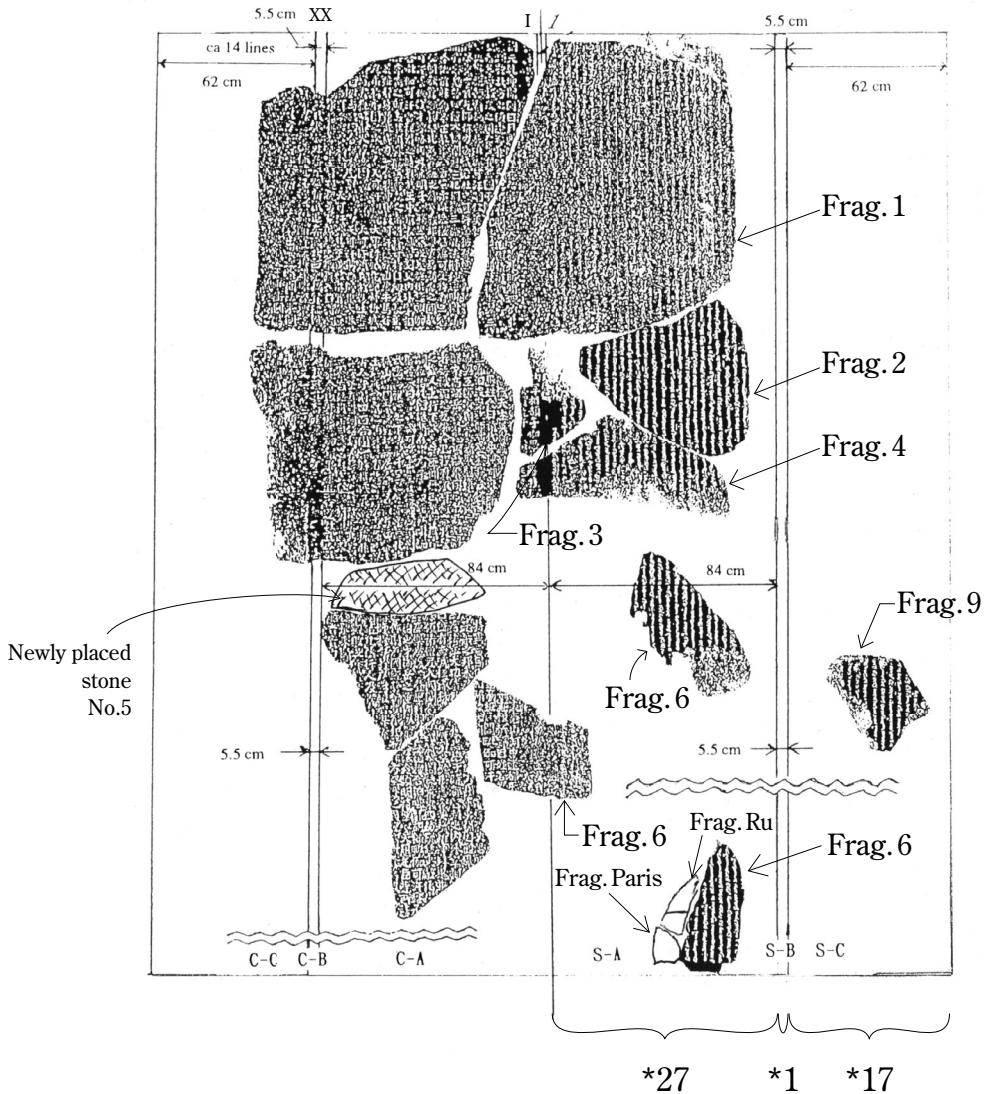 5.5 cm
XX
I
1
5.5 cm
ca 14 lines
62 cm
62 cm
Frag. 1
Frag. 2
Frag. 4
Frag. 3
84 cm
84 cm
Frag. 9
Newly placed
stone
No.5
Frag. 6
5.5 cm
5.5 cm
Frag. 6
Frag. Ru
Frag. 6
Frag. Paris
C-C
C-B
C-A
S-A
S-B
S-C
*27
*1
*17